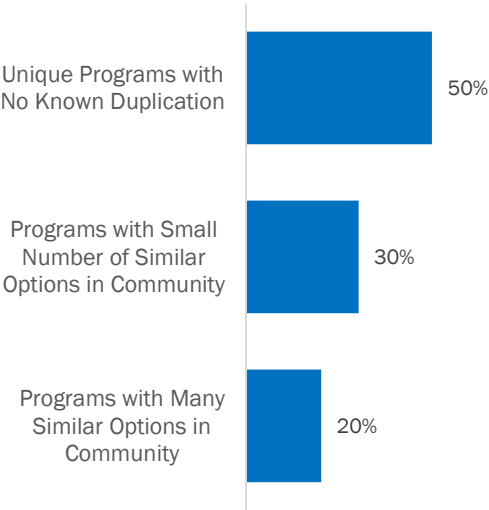 Unique Programs with
No Known Duplication
50%
Programs with Small
Number of Similar
Options in Community
30%
Programs with Many
Similar Options in
Community
20%